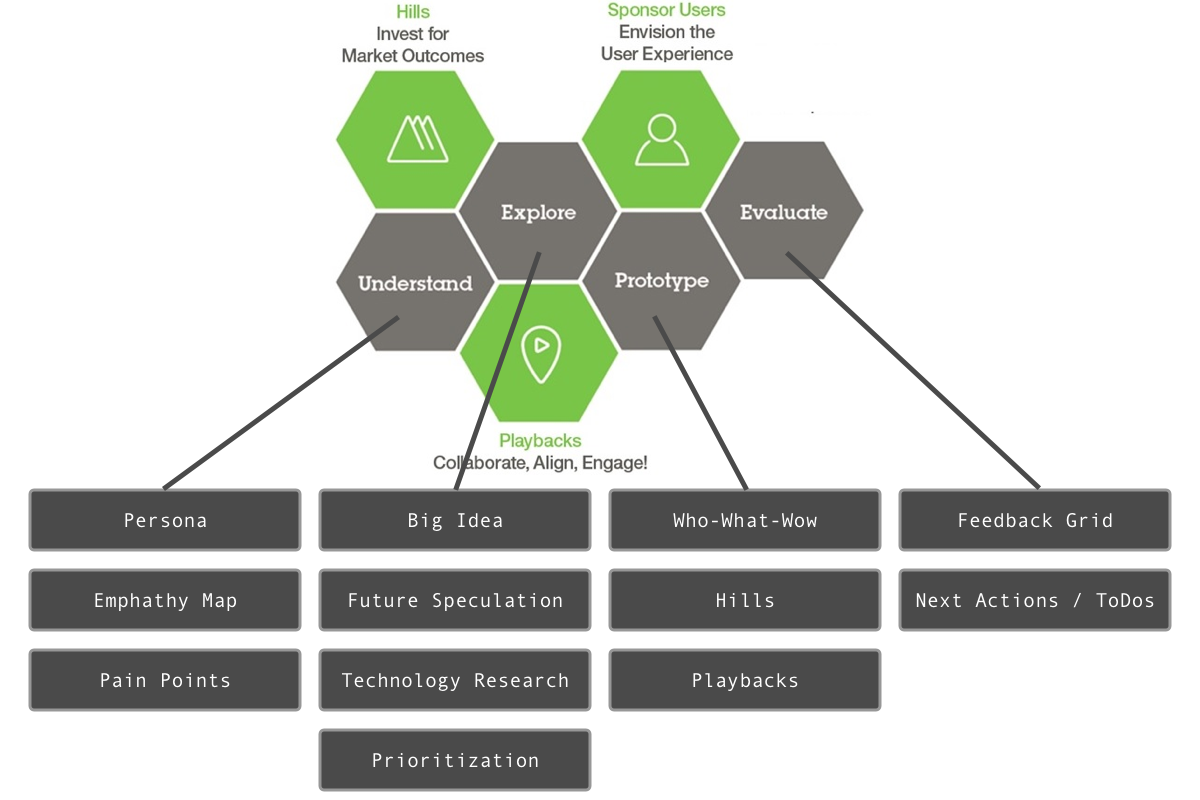 Hills
Invest for
Market Outcomes
Sponsor Users
Envision the
User Experience
Explore
Evaluate
Understand
Prototype
Playbacks
Collaborate, Align, Engage!
Persona
Big Idea
Who-What-Wow
Feedback Grid
Emphathy Map
Future Speculation
Hills
Next Actions / ToDos
Pain Points
Technology Research
Playbacks
Prioritization